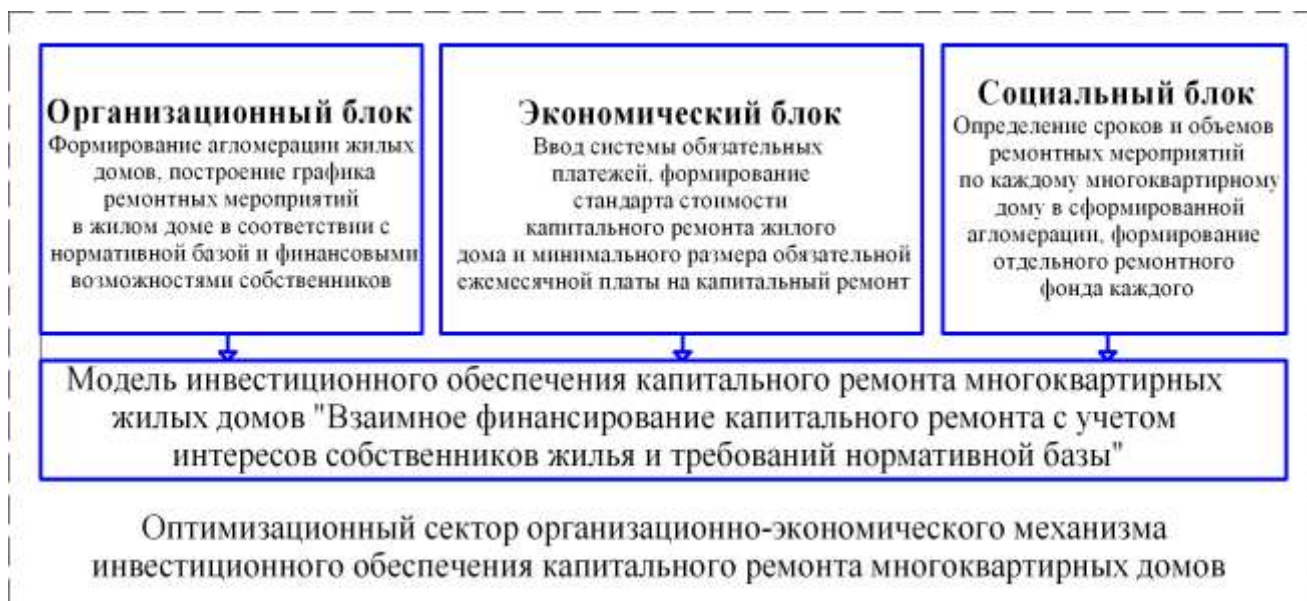 Организационный блок
Формирование агломерации жилых
домов, построение графика
ремонтных мероприятий
в жилом доме в соответствии с
нормативной базой и финансовыми
возможностями собственников
Экономический блок
Ввод системы обязательных
платежей, формирование
стандарта стоимости
капитального ремонта жилого
дома и минимального размера обязательной
ежемесячной платы на капитальный ремонт
Социальный блок
Определение сроков и объемов
ремонтных мероприятий
по каждому многоквартирному
дому в сформированной
агломерации, формирование
отдельного ремонтного
фонда каждого
Модель инвестиционного обеспечения капитального ремонта многоквартирных
жилых домов "Взаимное финансирование капитального ремонта с учетом
интересов собственников жилья и требований нормативной базы"
Оптимизационный сектор организационно-экономического механизма
инвестиционного обеспечения капитального ремонта многоквартирных домов